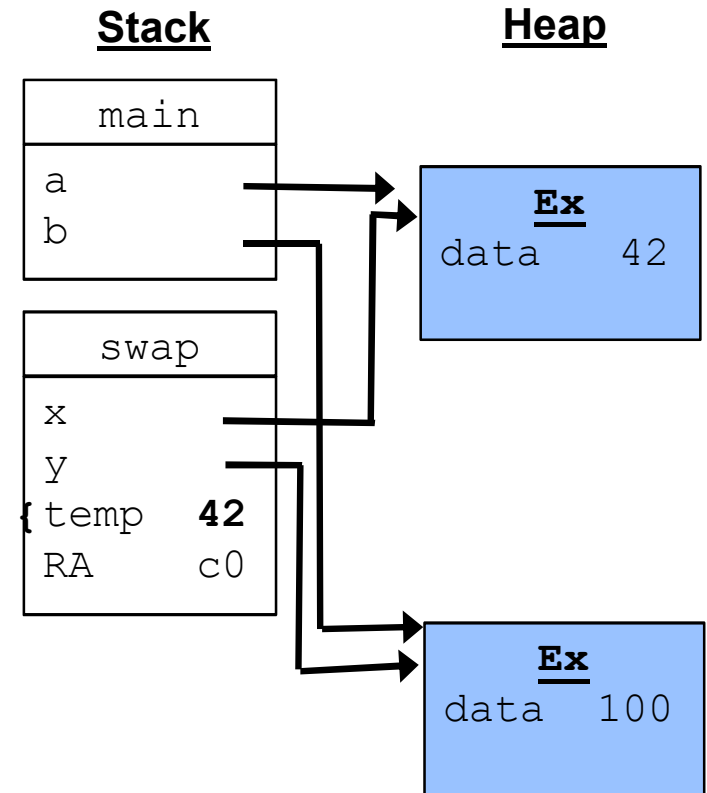 Stack
Heap
main
a
b
Ex
data 42
swap
x
y
{temp 42
RA c0
Ex
data 100